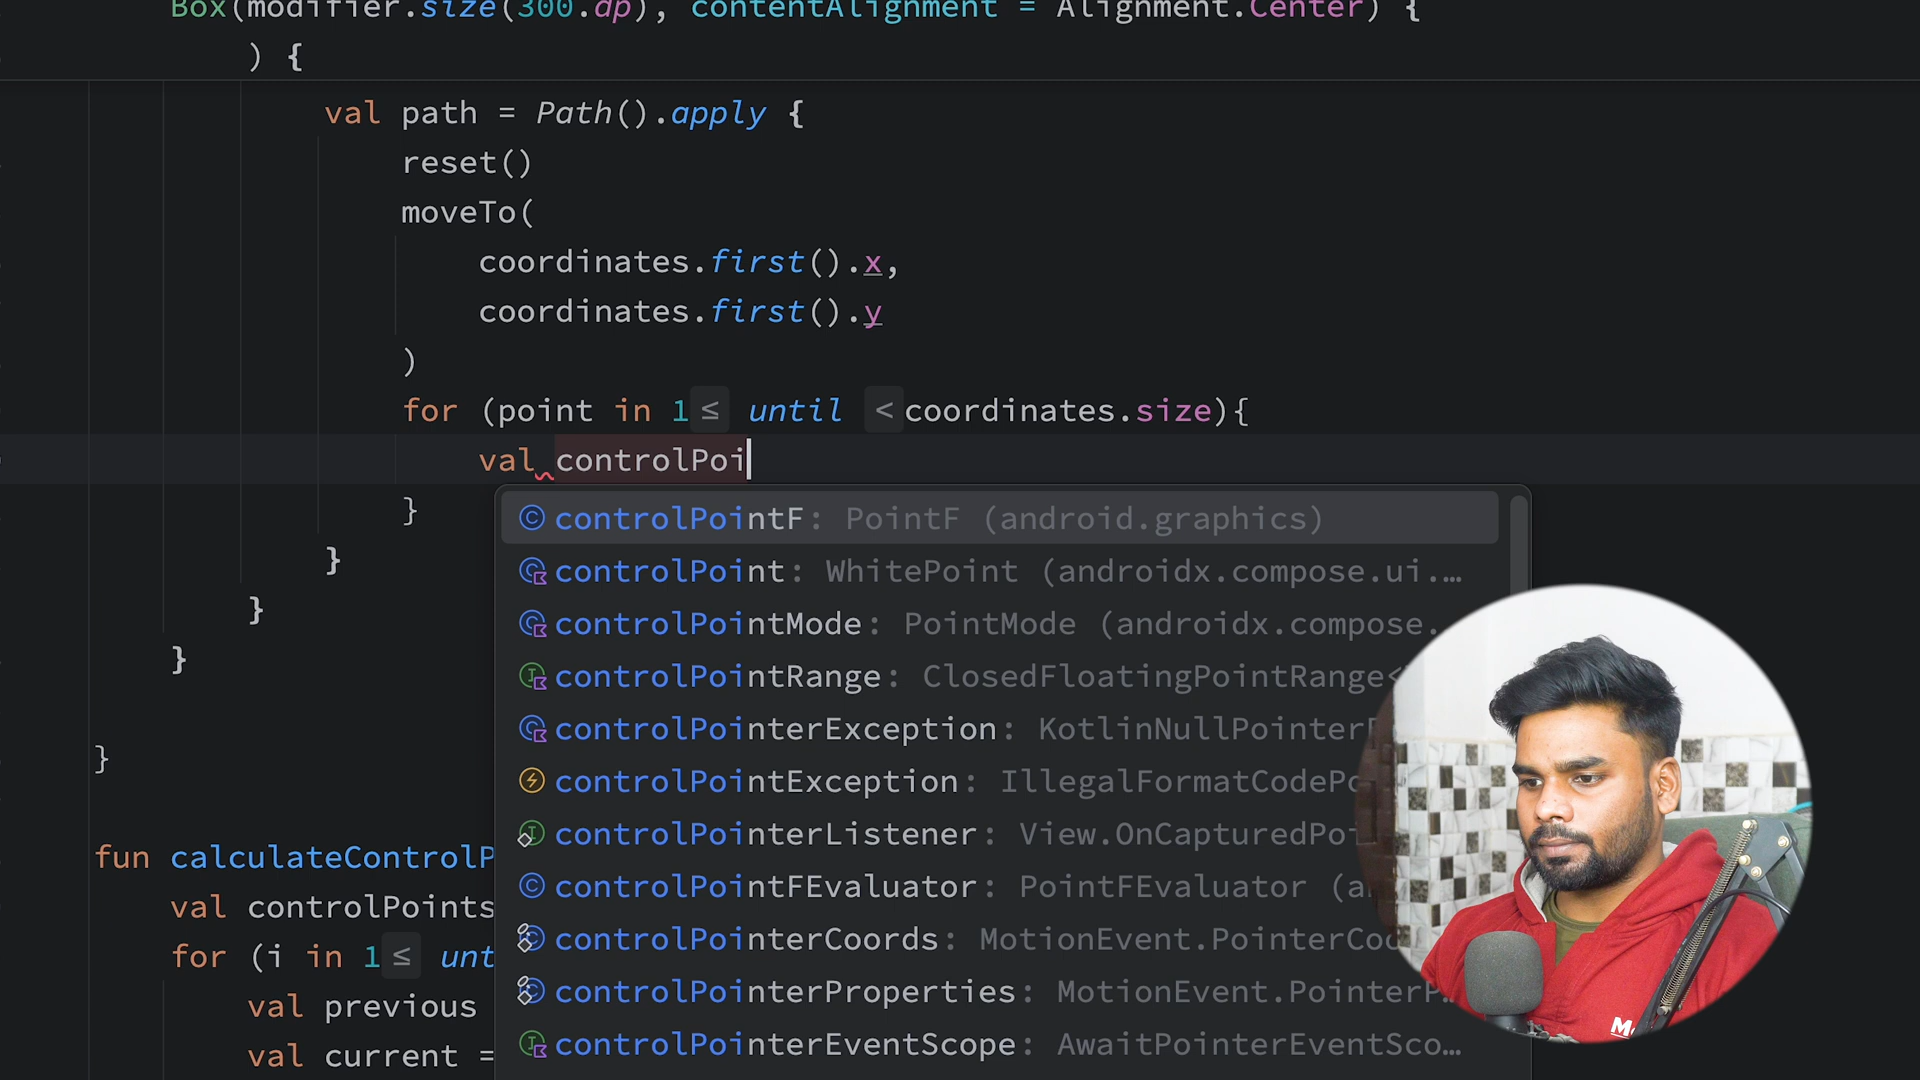 Box(modifier.size(300.dp), contentAlignment = Alignment.Center) {
) {
val path = Path().apply {
reset()
moveTo(
coordinates.first().x,
coordinates.first().y
)
for (point in 1≤ until <coordinates.size){
val controlPoi
}
controlPointF: PointF (android.graphics)
controlPoint: WhitePoint (androidx.compose.ui.…
}
controlPointMode: PointMode (androidx.compose.
}
}
controlPointRange: ClosedFloatingPointRange<
controlPointerException: KotlinNullPointer
}
controlPointException: IllegalFormatCodePo
controlPointerListener: View.OnCapturedPoi
fun calculateControlP
controlPointFEvaluator: PointFEvaluator (a
val controlPoints
controlPointerCoords: MotionEvent.PointerCoo
for (i in 1≤ unt
controlPointerProperties: MotionEvent.PointerP…
val previous
controlPointerEventScope: AwaitPointerEventSco…
val current =